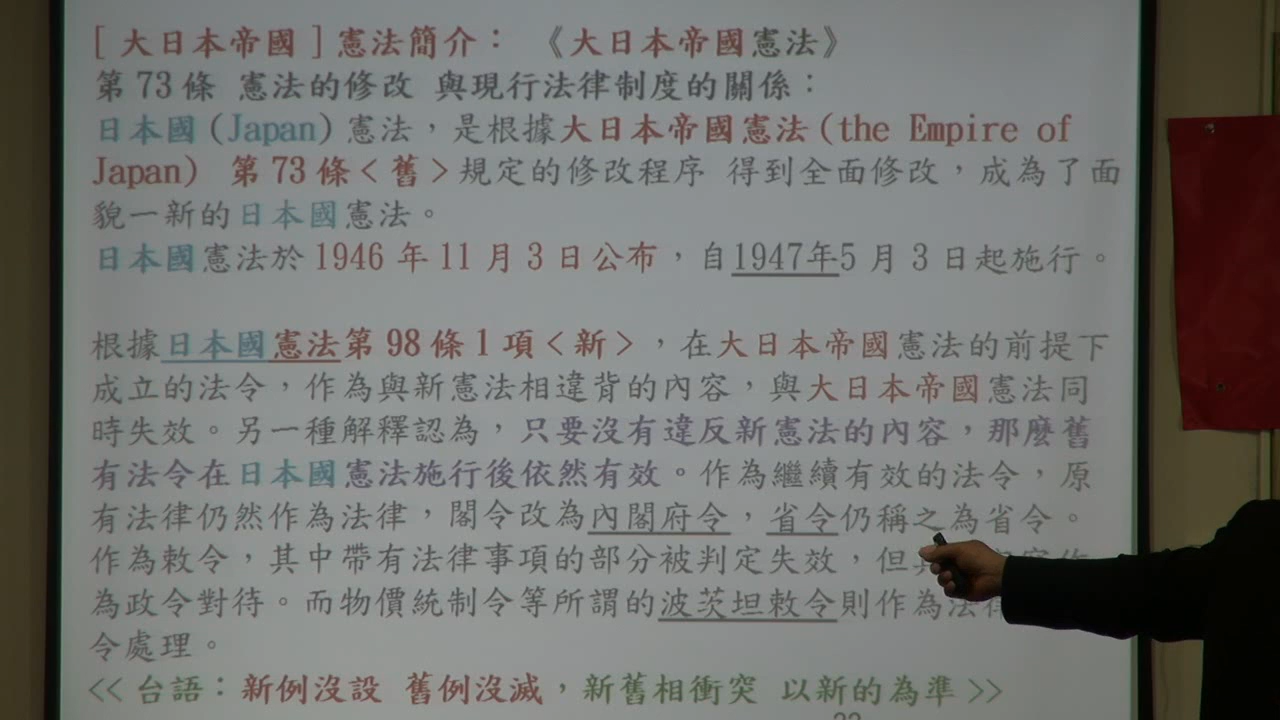 [ 大日本帝國 ] 憲法簡介： 《大日本帝國憲法》
第 73 條 憲法的修改 與現行法律制度的關係：
日本國 (Japan) 憲法，是根據大日本帝國憲法 (the Empire of
Japan) 第 73 條 < 舊 > 規定的修改程序 得到全面修改，成為了面
貌一新的日本國憲法。
日本國憲法於 1946 年 11 月 3 日公布，自1947年5 月 3 日起施行。
根據日本國憲法第 98 條 1 項 < 新 >，在大日本帝國憲法的前提下
成立的法令，作為與新憲法相違背的內容，與大日本帝國憲法同
時失效。另一種解釋認為，只要沒有違反新憲法的內容，那麼舊
有法令在日本國憲法施行後依然有效。作為繼續有效的法令，原
有法律仍然作為法律，閣令改為內閣府令，省令仍稱之為省令。
作為敕令，其中帶有法律事項的部分被判定失效，但
為政令對待。而物價統制令等所謂的波茨坦敕令則作為法
令處理。
<< 台語：新例沒設 舊例沒滅，新舊相衝突 以新的為準 >>